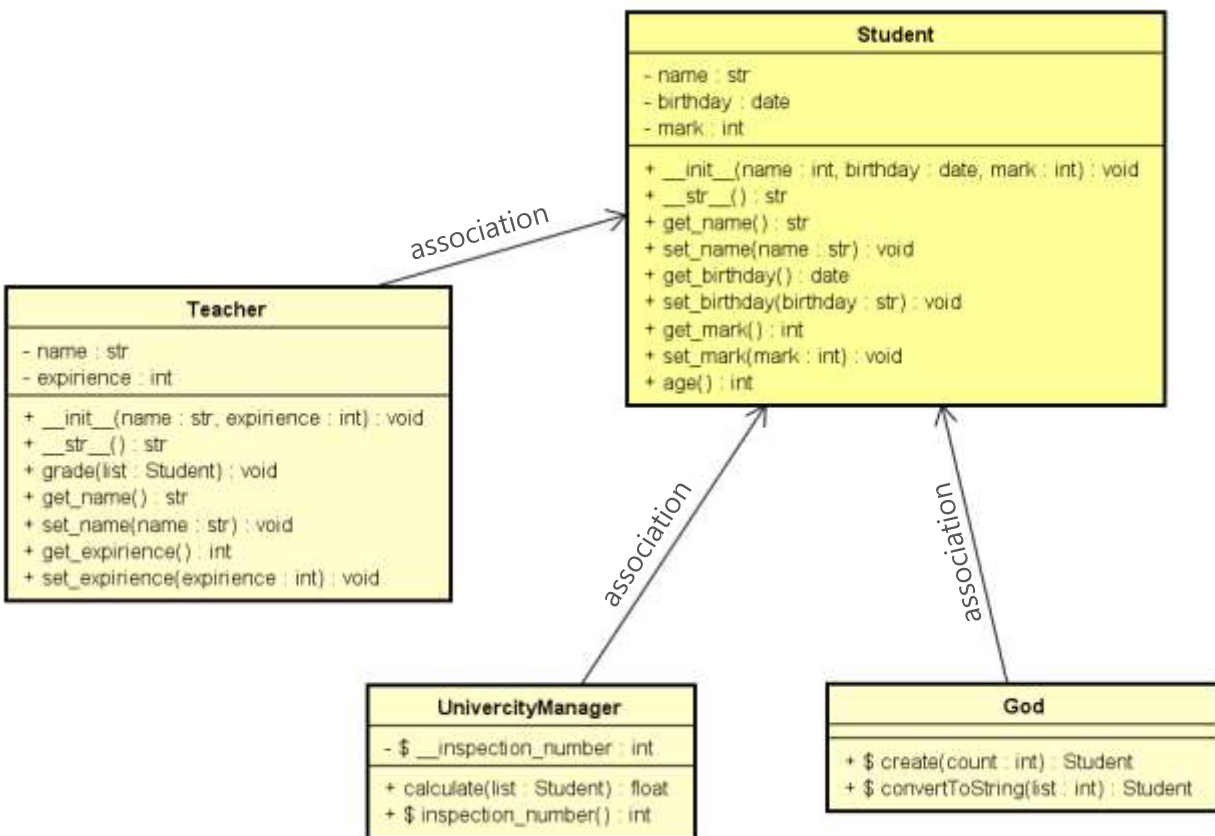 Student
- name : str
- birthday : date
- mark : int
+ __init__(name : int, birthday : date, mark : int) : void
+ __str__() : str
+ get_name() : str
+ set_name(name : str) : void
+ get_birthday() : date
+ set_birthday(birthday : str) : void
+ get_mark() : int
+ set_mark(mark : int) : void
+ age() : int
association
Teacher
- name : str
- expirience : int
+ __init__(name : str, expirience : int) : void
+ __str__() : str
+ grade(list : Student) : void
+ get_name() : str
+ set_name(name : str) : void
+ get_expirience() : int
+ set_expirience(expirience : int) : void
association
association
UnivercityManager
- $ __inspection_number : int
+ calculate(list : Student) : float
+ $ inspection_number() : int
God
+ $ create(count : int) : Student
+ $ convertToString(list : int) : Student